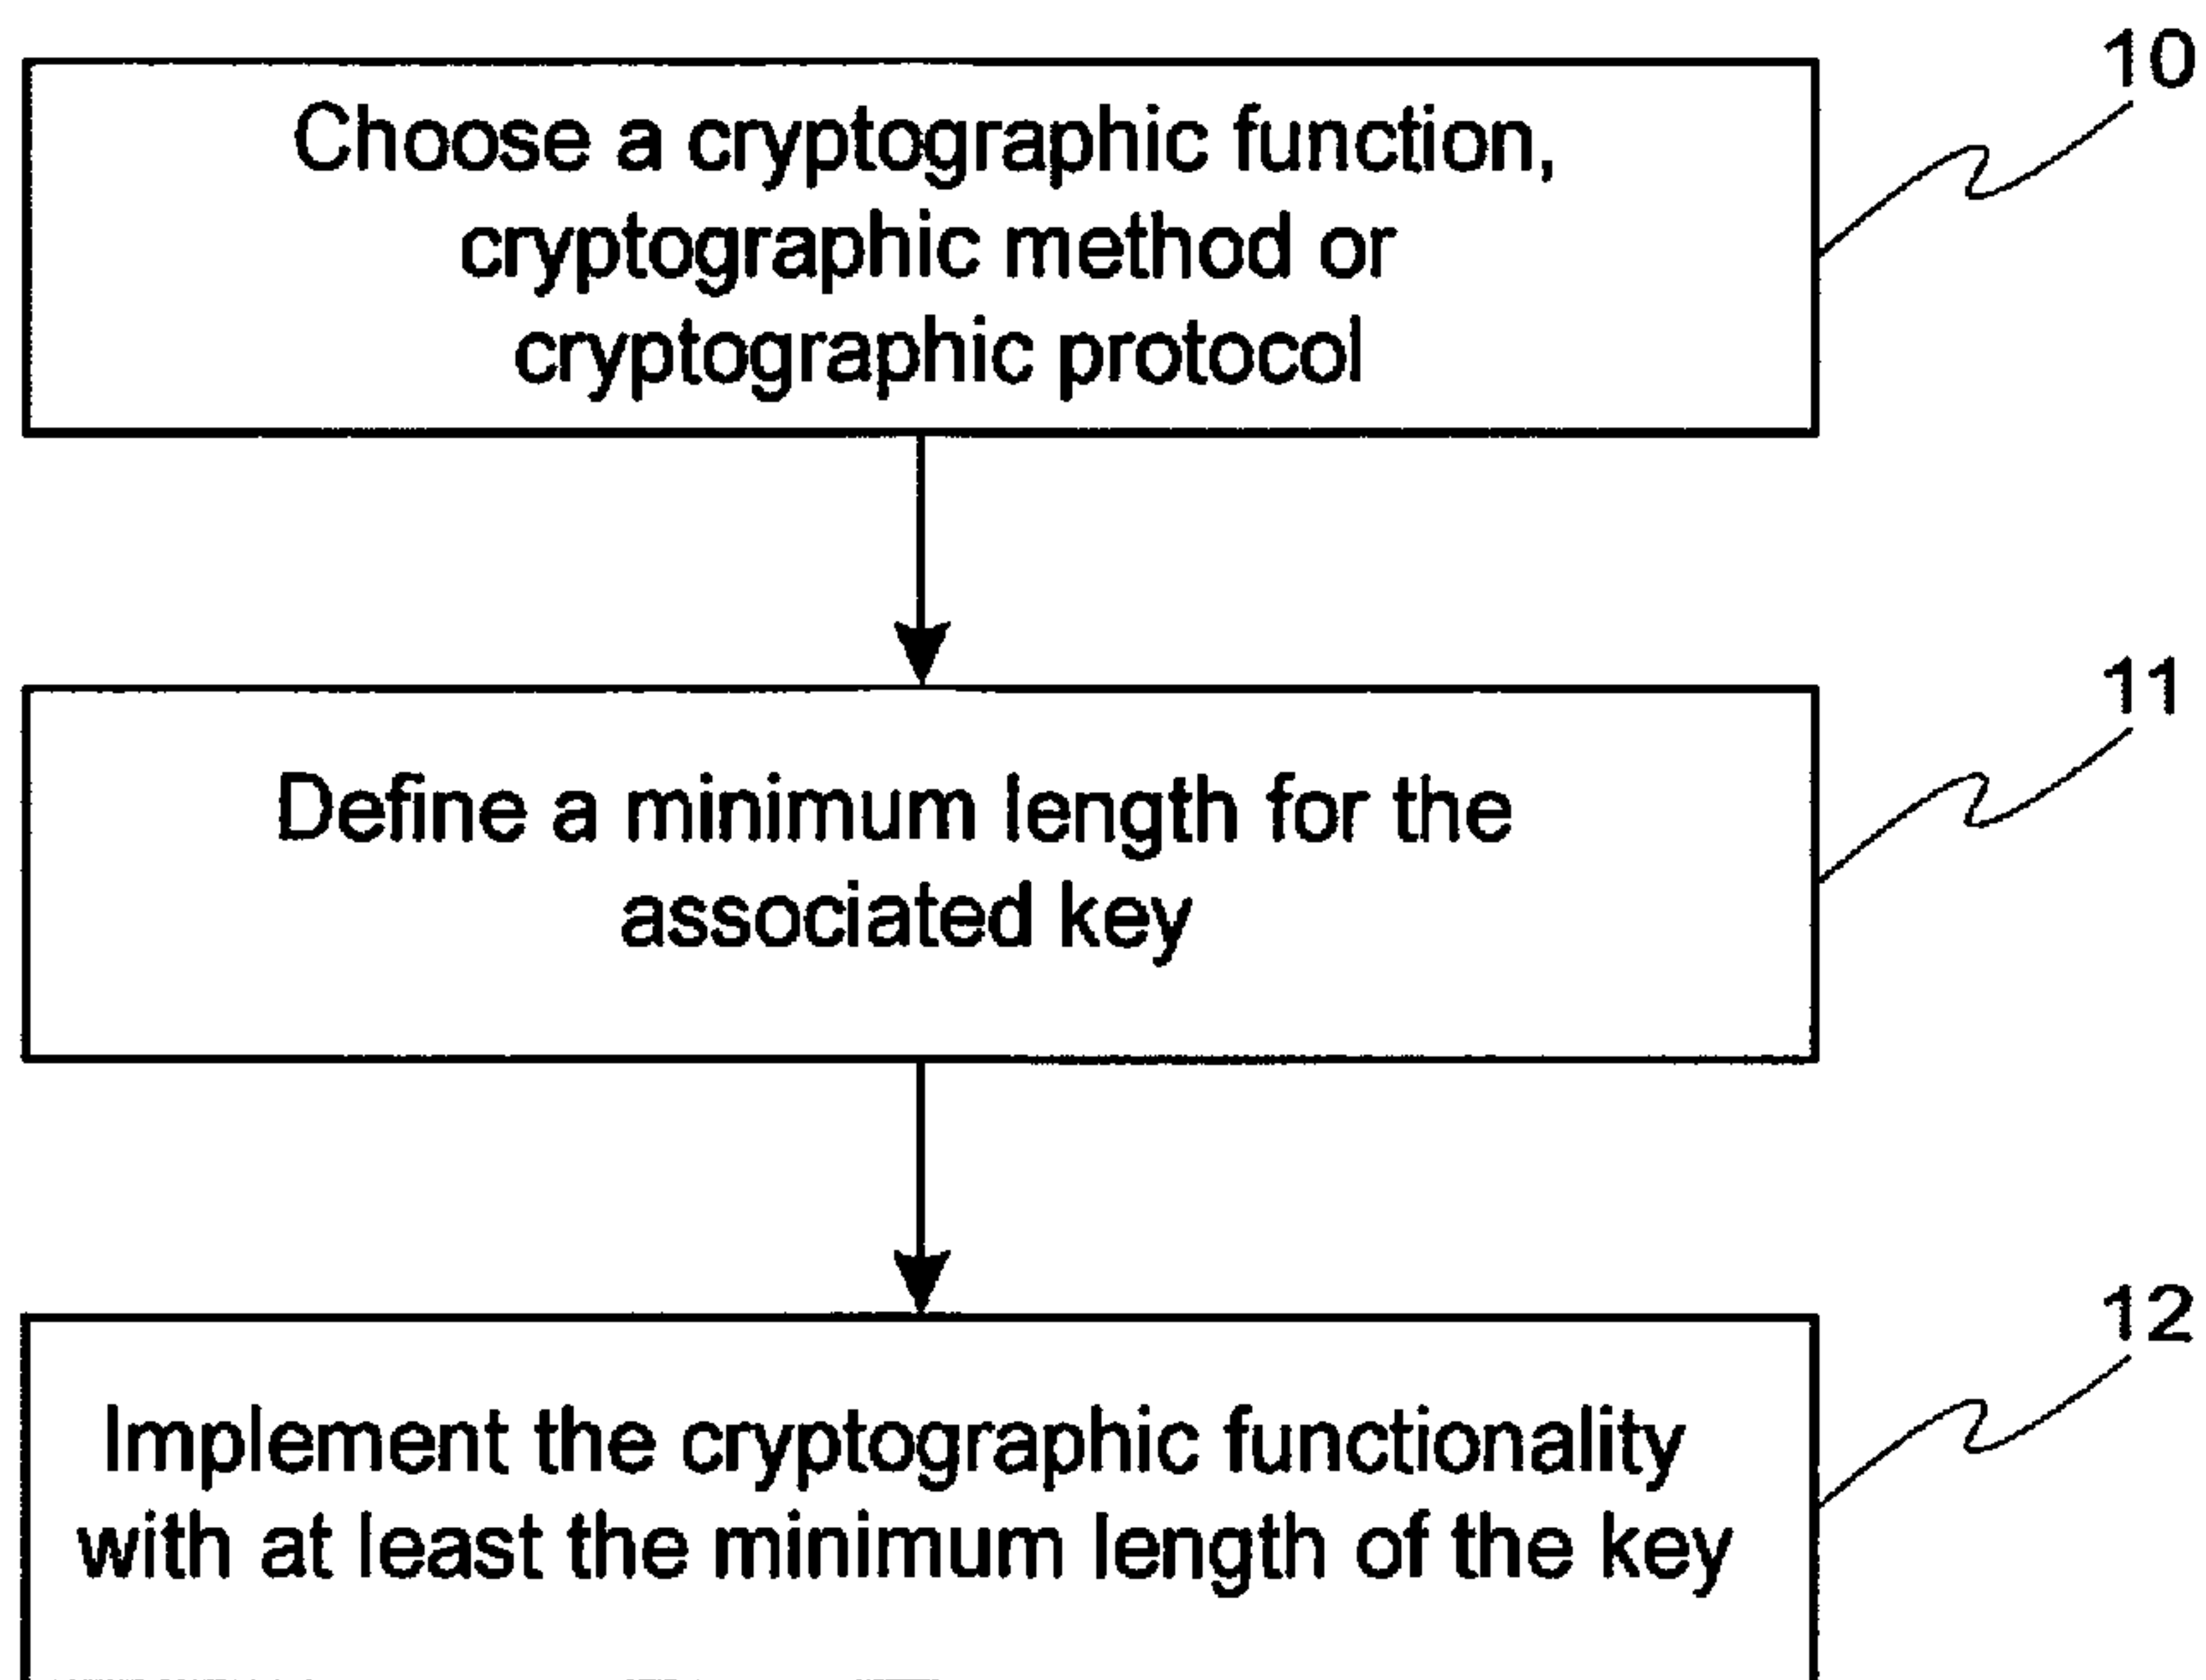 10
Choose a cryptographic function,
cryptographic method or
cryptographic protocol
11
Define a minimum length for the
associated key
12
Implement the cryptographic functionality
with at least the minimum length of the key